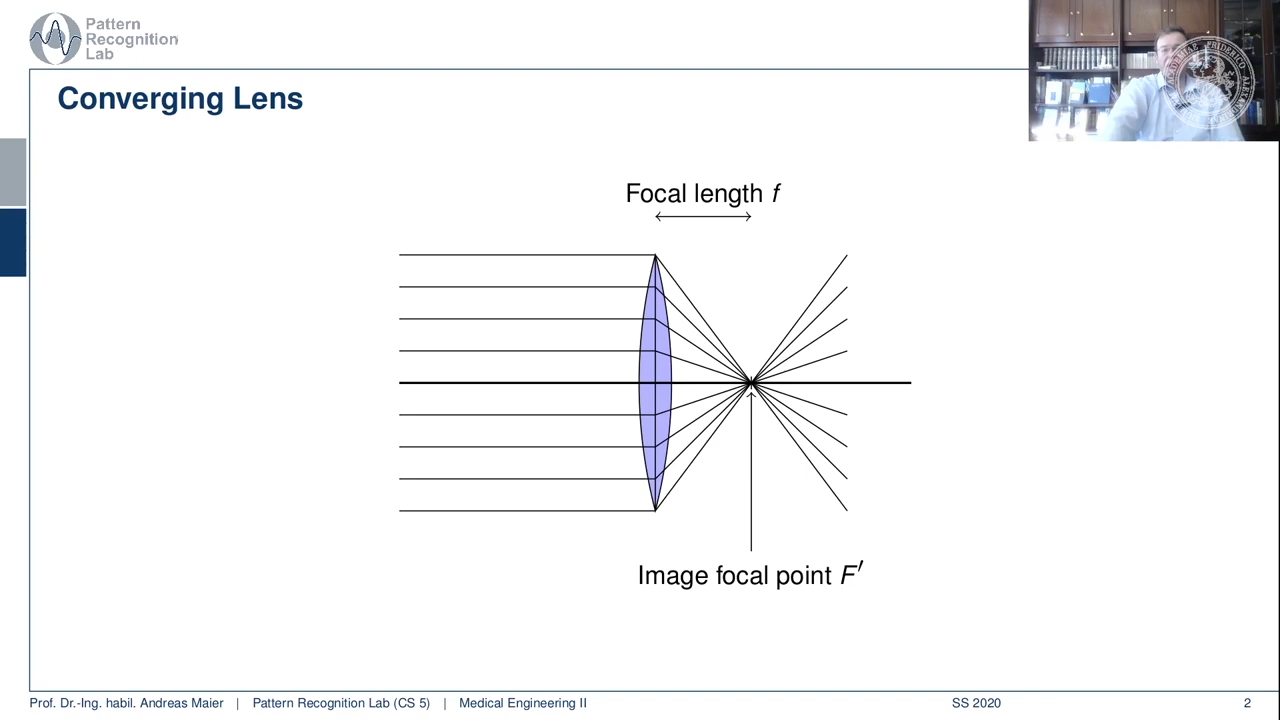 Pattern
Recognition
Lab
Converging Lens
Focal length f
Image focal point F′
Prof. Dr.-Ing. habil. Andreas Maier | Pattern Recognition Lab (CS 5) | Medical Engineering II
SS 2020
2